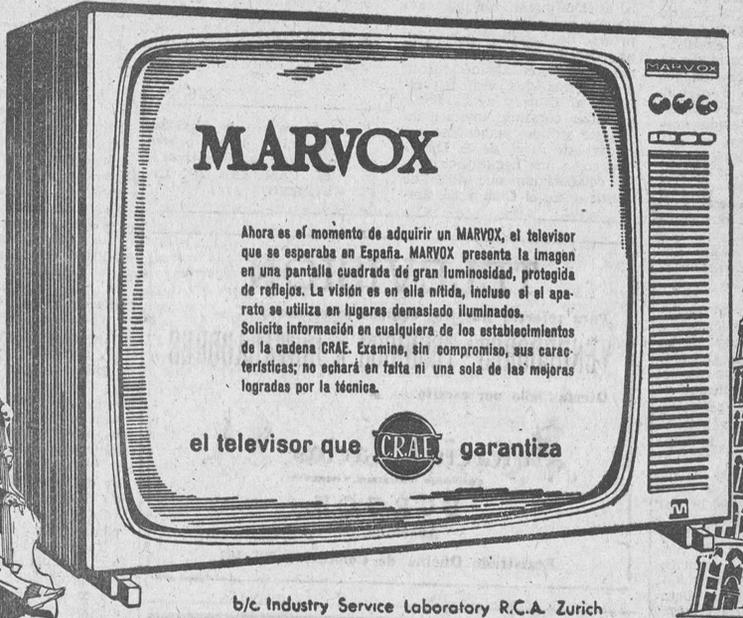 MARVOX
MARVOX
Ahora es el momento de adquirir un MARVOX, el televisor
que se esperaba en España. MARVOX presenta la imagen
en una pantalla cuadrada de gran luminosidad, protegida
de reflejos. La visión es en ella nítida, incluso si el apa-
rato se utiliza en lugares demasiado iluminados.
Solicite información en cualquiera de los establecimientos
de la cadena CRAE. Examine, sin compromiso, sus carac-
terísticas; no echará en falta ni una sola de las mejoras
logradas por la técnica.
el televisor que C.R.A.E. garantiza
M
b/c Industry Service Laboratory R.C.A. Zurich